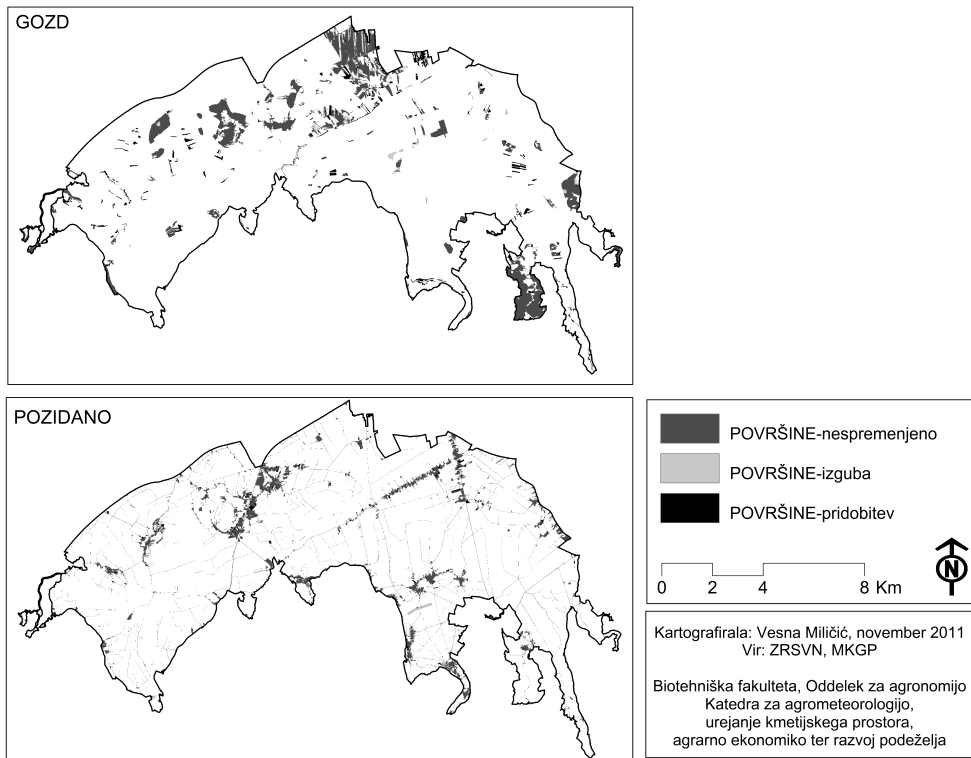 GOZD
POZIDANO
POVRŠINE-nespremenjeno
POVRŠINE-izguba
POVRŠINE-pridobitev
0 2 4 8 Km
N
Kartografirala: Vesna Miličić, november 2011
Vir: ZRSVN, MKGP
Biotehniška fakulteta, Oddelek za agronomijo
Katedra za agrometeorologijo,
urejanje kmetijskega prostora,
agrarno ekonomiko ter razvoj podeželja